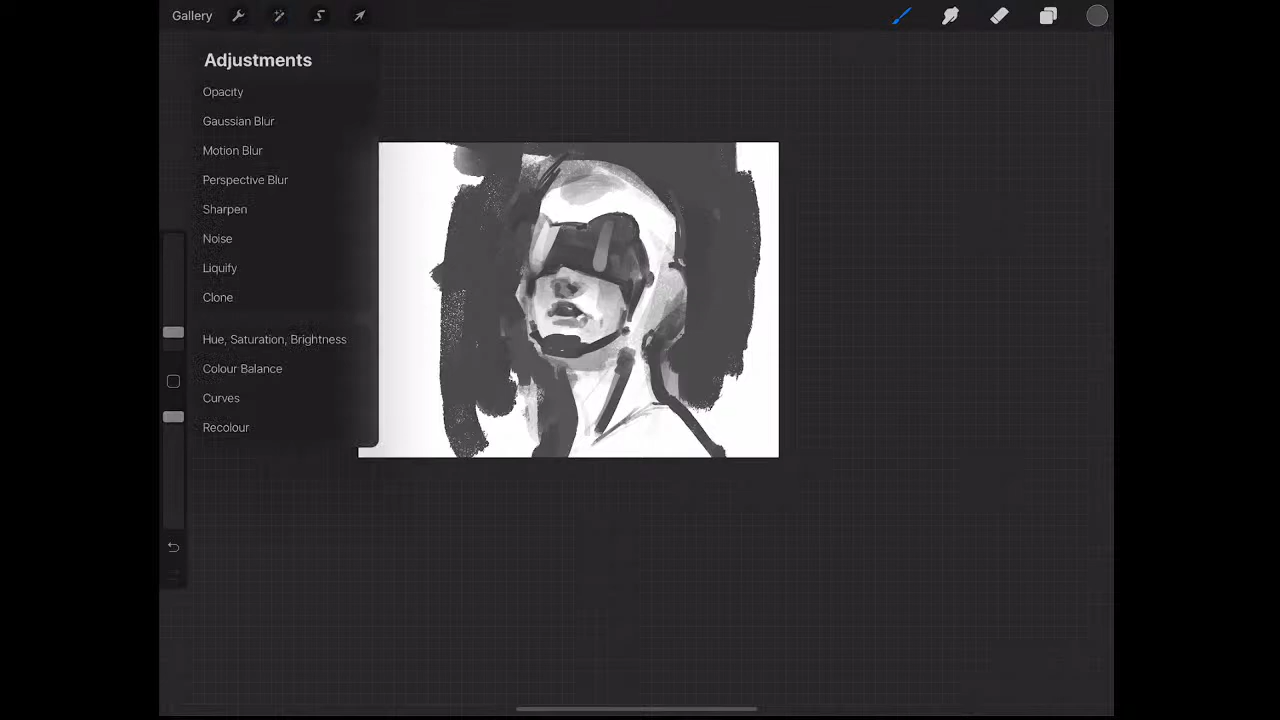 Gallery
Adjustments
Opacity
Gaussian Blur
Motion Blur
Perspective Blur
Sharpen
Noise
Liquify
Clone
Hue, Saturation, Brightness
Colour Balance
Curves
Recolour